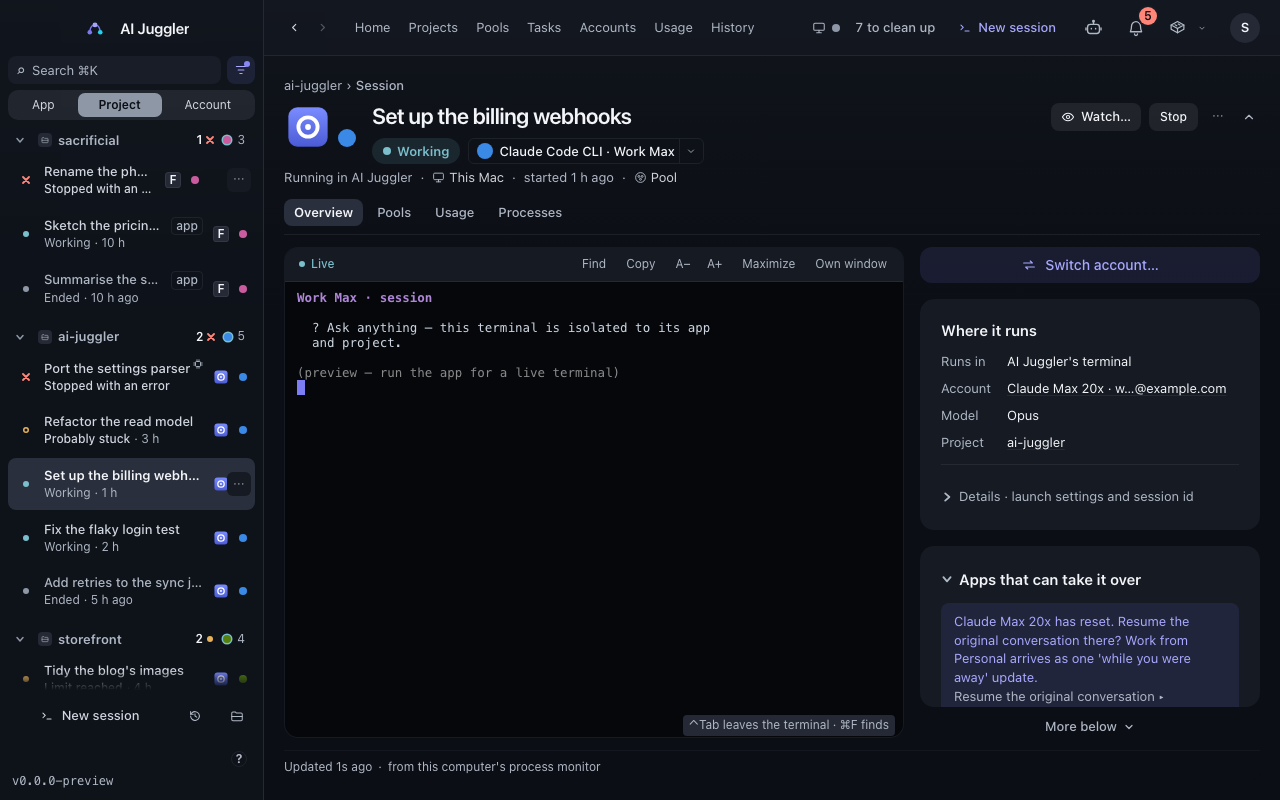 AI Juggler
Search ⌘K
App
Project
Account
sacrificial
1
3
Rename the ph...
Stopped with an ...
F
Sketch the pricin...
app
Working · 10 h
F
Summarise the s...
app
Ended · 10 h ago
F
ai-juggler
2
5
Port the settings parser
Stopped with an error
Refactor the read model
Probably stuck · 3 h
Set up the billing webh...
Working · 1 h
Fix the flaky login test
Working · 2 h
Add retries to the sync j...
Ended · 5 h ago
storefront
2
4
Tidy the blog's images
Limit reached · 4 h
New session
?
v0.0.0-preview
Home
Projects
Pools
Tasks
Accounts
Usage
History
7 to clean up
New session
5
S
ai-juggler › Session
Set up the billing webhooks
Working
Claude Code CLI · Work Max
Watch...
Stop
Running in AI Juggler · This Mac · started 1 h ago · Pool
Overview
Pools
Usage
Processes
Live
Find
Copy
A−
A+
Maximize
Own window
Work Max · session
? Ask anything — this terminal is isolated to its app
and project.
(preview — run the app for a live terminal)
^Tab leaves the terminal · ⌘F finds
Switch account...
Where it runs
Runs in AI Juggler's terminal
Account Claude Max 20x · w...@example.com
Model Opus
Project ai-juggler
Details · launch settings and session id
Apps that can take it over
Claude Max 20x has reset. Resume the
original conversation there? Work from
Personal arrives as one 'while you were
away' update.
Resume the original conversation ▸
More below
Updated 1s ago · from this computer's process monitor